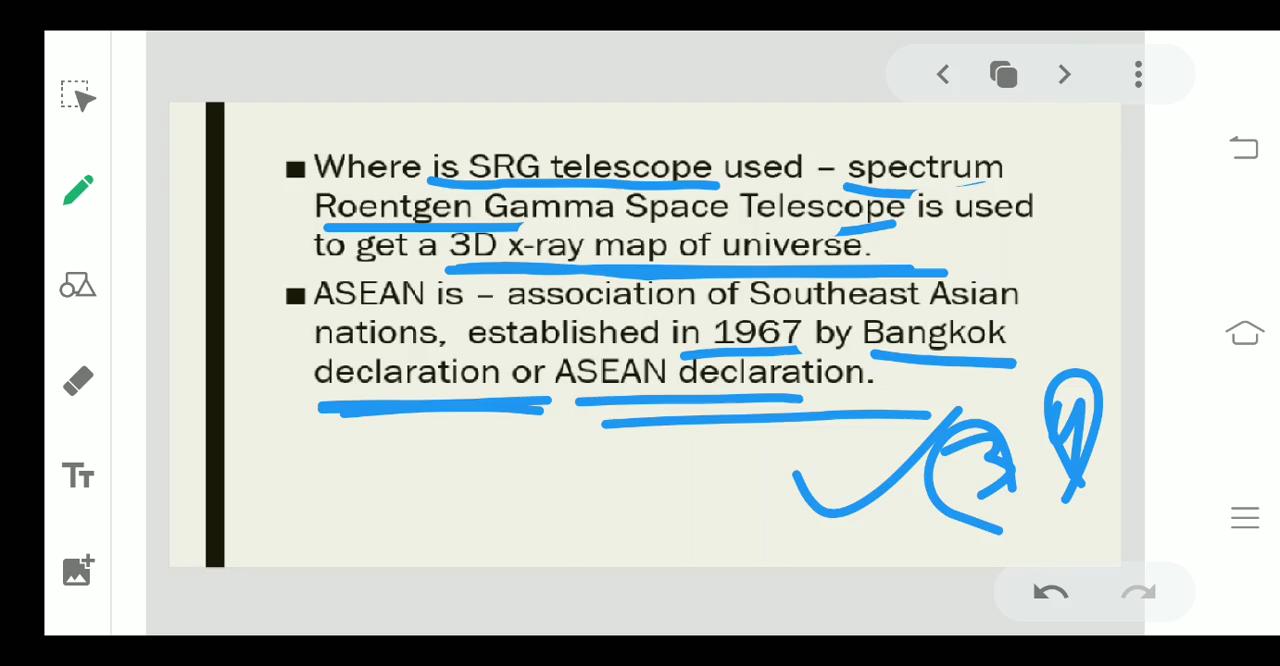 ■ Where is SRG telescope used – spectrum
Roentgen Gamma Space Telescope is used
to get a 3D x-ray map of universe.
■ ASEAN is – association of Southeast Asian
nations, established in 1967 by Bangkok
declaration or ASEAN declaration.
TT